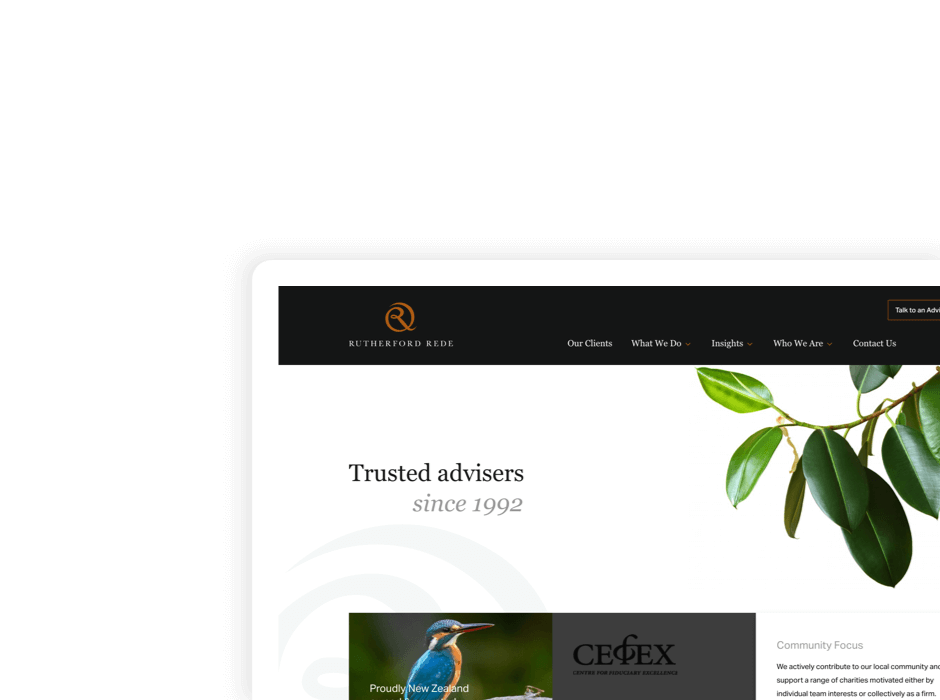 Talk to an Advi
RUTHERFORD REDE
Our Clients What We Do Insights Who We Are Contact Us
Trusted advisers
since 1992
Proudly New Zealand
CEFEX
CENTRE FOR FIDUCIARY EXCELLENCE
Community Focus
We actively contribute to our local community and
support a range of charities motivated either by
individual team interests or collectively as a firm